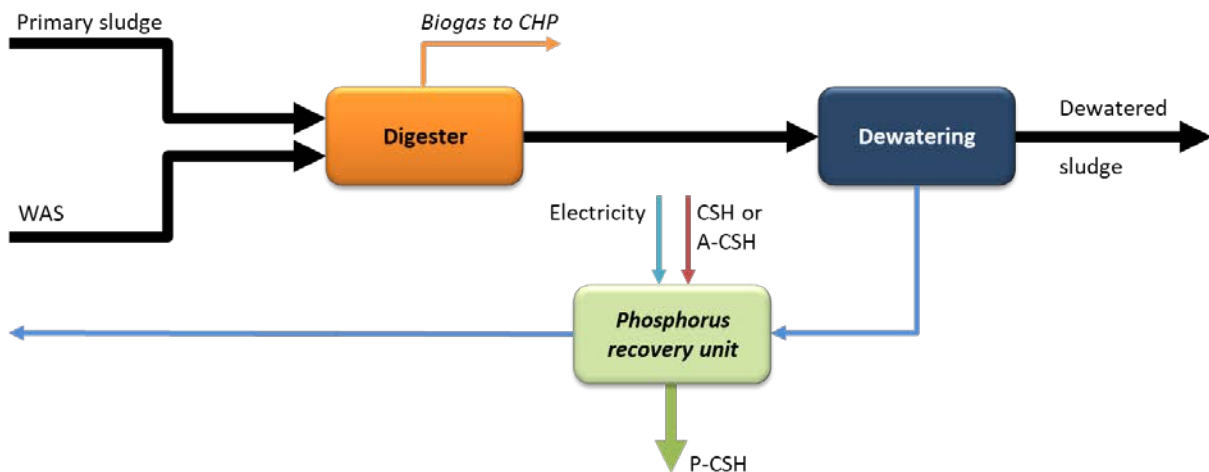 Primary sludge
Biogas to CHP
Digester
Dewatering
Dewatered
sludge
WAS
Electricity
CSH or
A-CSH
Phosphorus
recovery unit
P-CSH